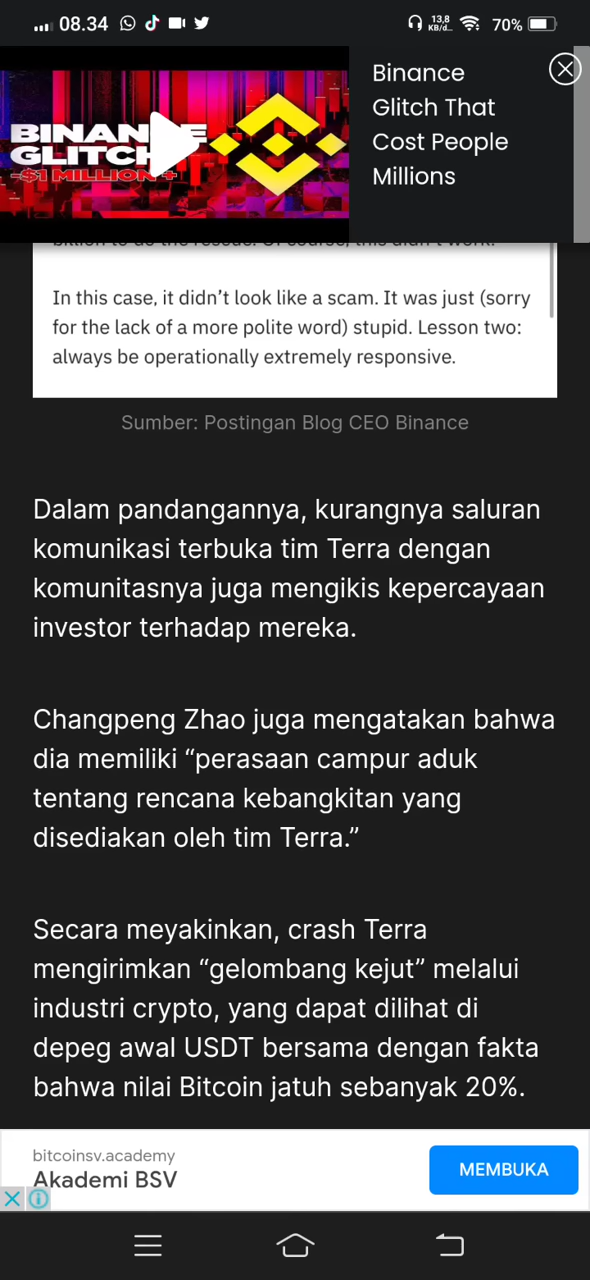 08.34
13,8
KB/d...
70%
BINANCE
GLITCH
-$1 MILLION +
Binance
Glitch That
Cost People
Millions
In this case, it didn’t look like a scam. It was just (sorry
for the lack of a more polite word) stupid. Lesson two:
always be operationally extremely responsive.
Sumber: Postingan Blog CEO Binance
Dalam pandangannya, kurangnya saluran
komunikasi terbuka tim Terra dengan
komunitasnya juga mengikis kepercayaan
investor terhadap mereka.
Changpeng Zhao juga mengatakan bahwa
dia memiliki “perasaan campur aduk
tentang rencana kebangkitan yang
disediakan oleh tim Terra.”
Secara meyakinkan, crash Terra
mengirimkan “gelombang kejut” melalui
industri crypto, yang dapat dilihat di
depeg awal USDT bersama dengan fakta
bahwa nilai Bitcoin jatuh sebanyak 20%.
bitcoinsv.academy
Akademi BSV
MEMBUKA